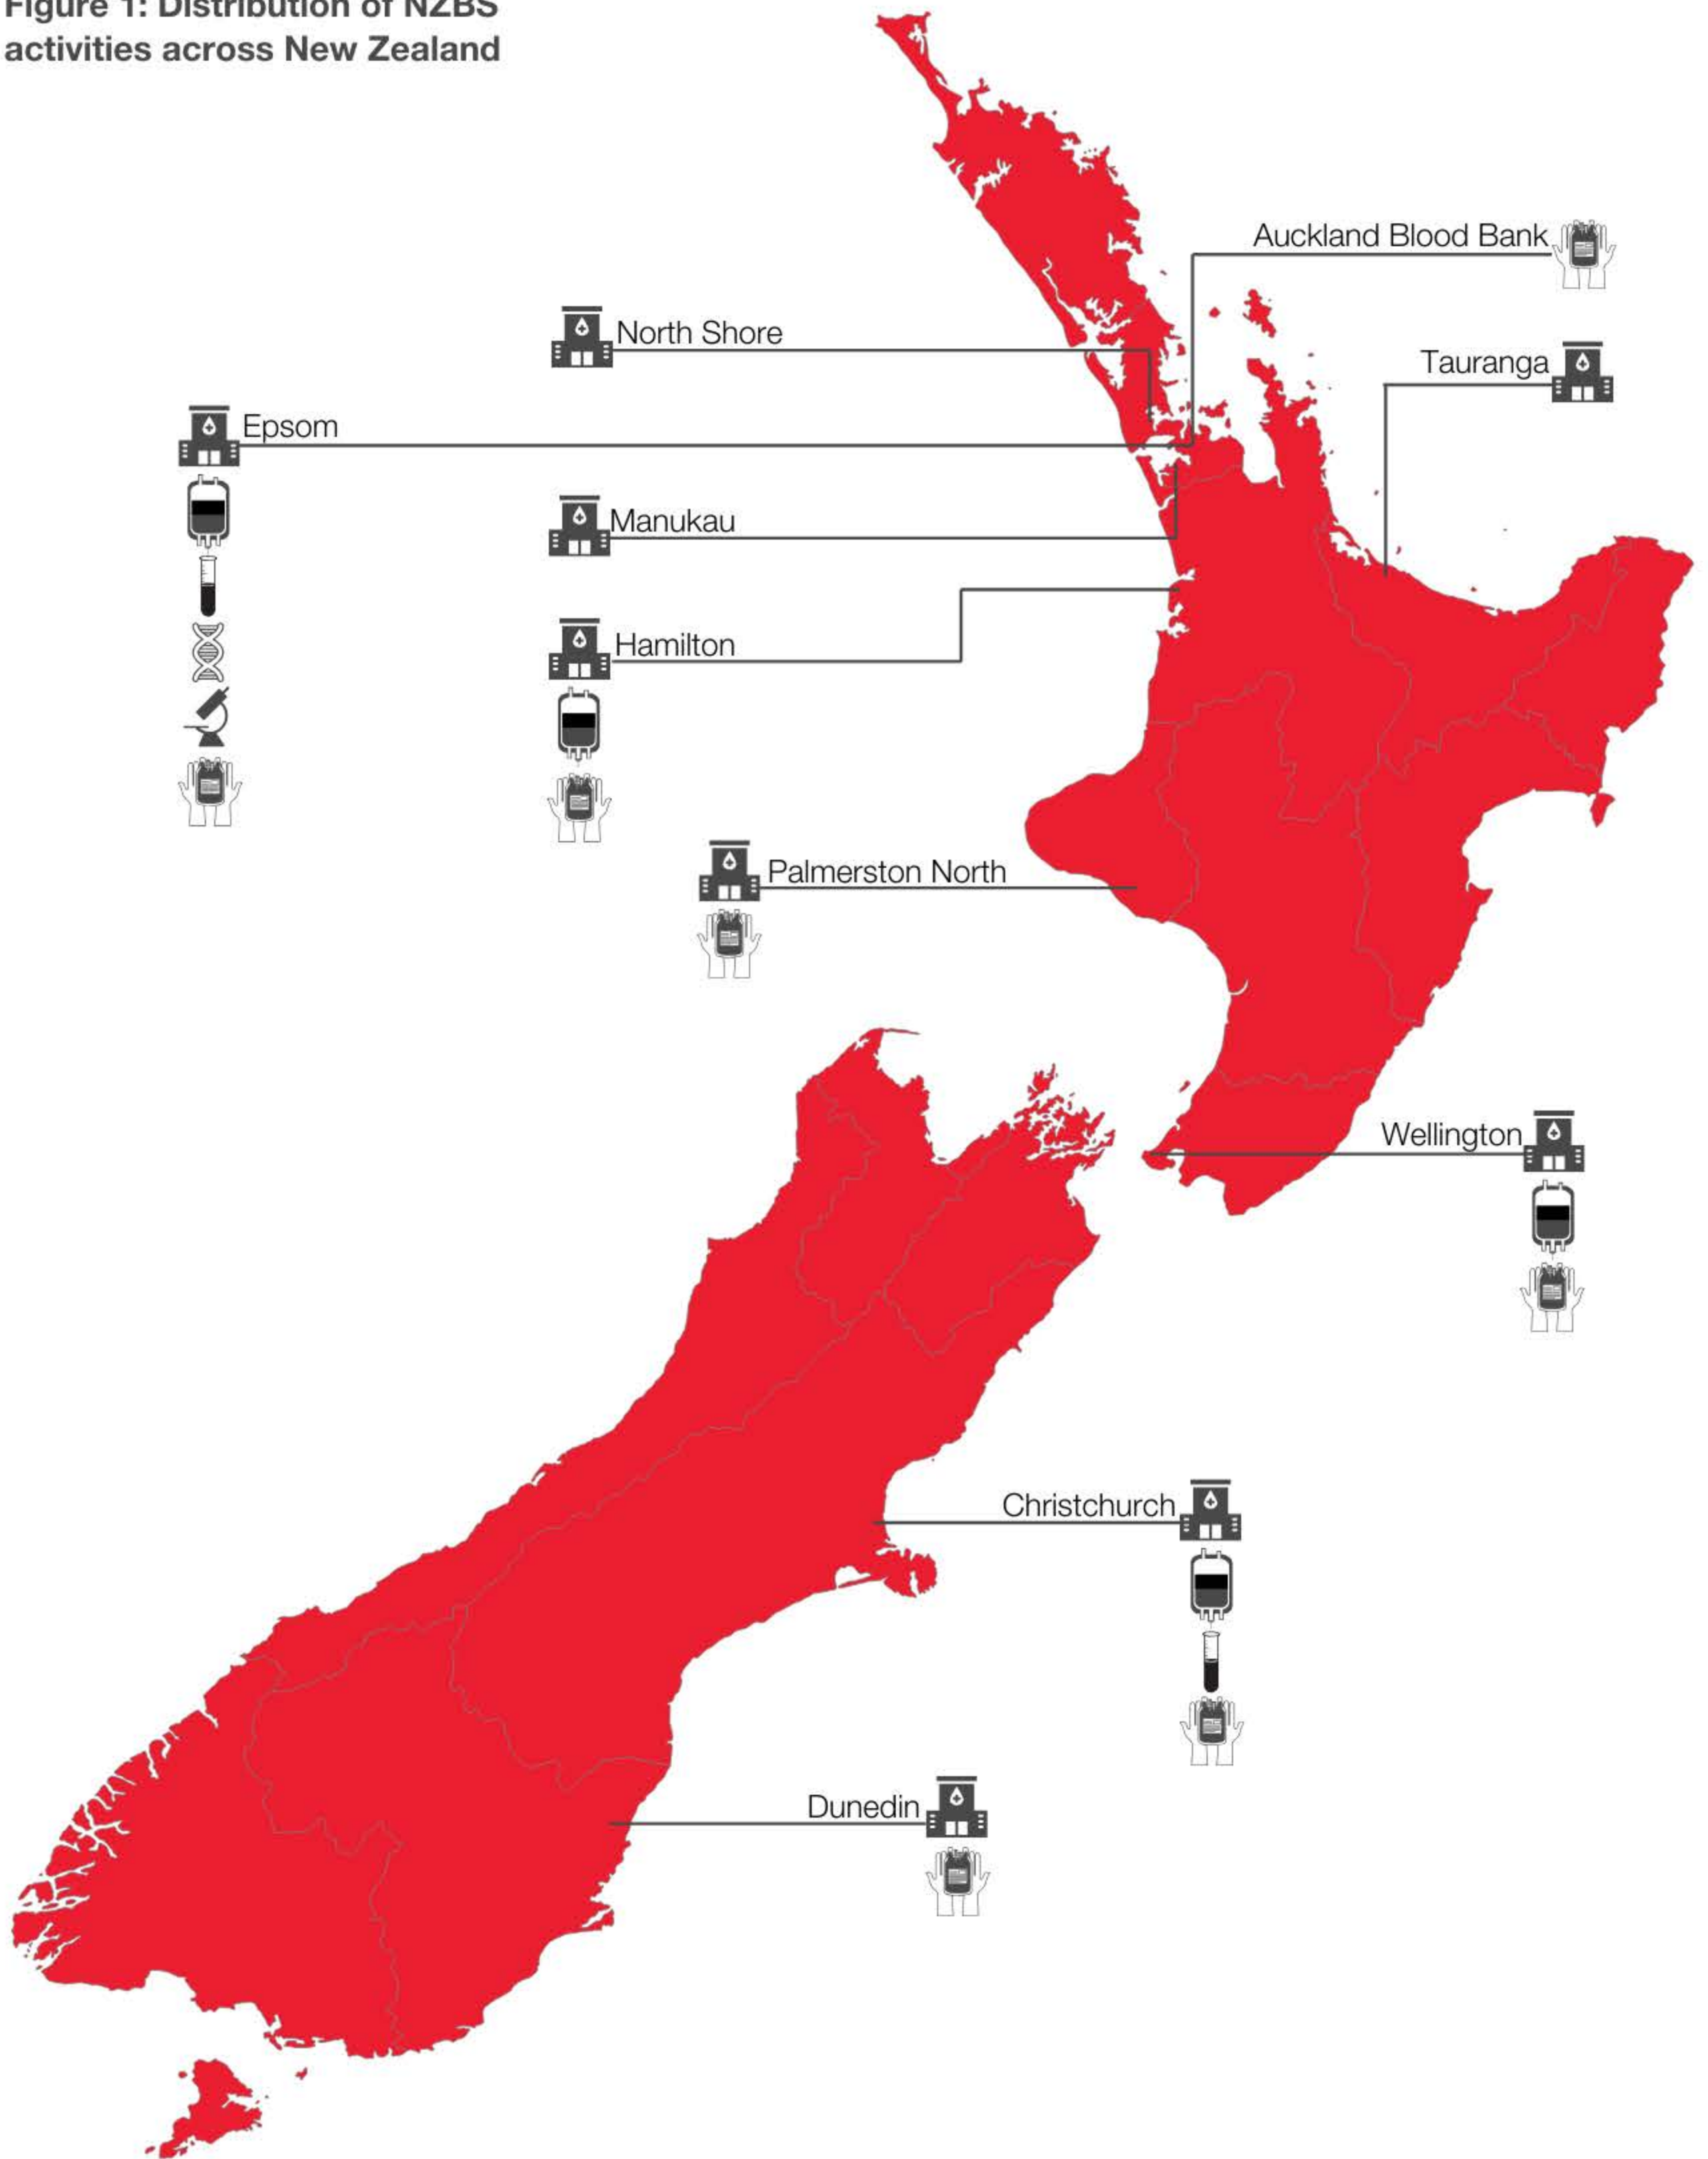 Figure 1: Distribution of NZBS
activities across New Zealand
Auckland Blood Bank
North Shore
Tauranga
Epsom
Manukau
Hamilton
Palmerston North
Wellington
Christchurch
Dunedin